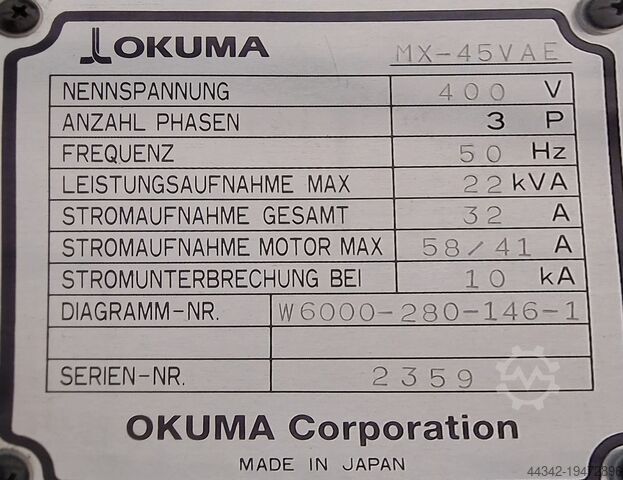 OKUMA MX-45VAE
NENNSPANNUNG 400 V
ANZAHL PHASEN 3 P
FREQUENZ 50 Hz
LEISTUNGSAUFNAHME MAX 22 kVA
STROMAUFNAHME GESAMT 32 A
STROMAUFNAHME MOTOR MAX 58/41 A
STROMUNTERBRECHUNG BEI 10 kA
DIAGRAMM-NR. W6000-280-146-1
SERIEN-NR. 2359
OKUMA Corporation
MADE IN JAPAN